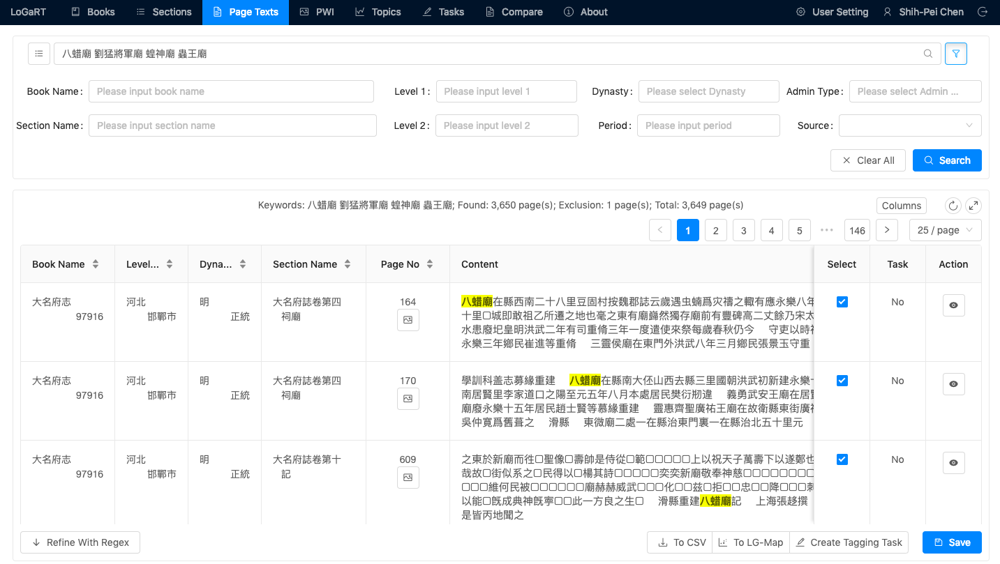 LoGaRT Books Sections Page Texts PWI Topics Tasks Compare About User Setting Shih-Pei Chen
八蜡廟 劉猛將軍廟 蝗神廟 蟲王廟
Book Name: Please input book name Level 1: Please input level 1 Dynasty: Please select Dynasty Admin Type: Please select Admin ...
Section Name: Please input section name Level 2: Please input level 2 Period: Please input period Source:
Clear All Search
Keywords: 八蜡廟 劉猛將軍廟 蝗神廟 蟲王廟; Found: 3,650 page(s); Exclusion: 1 page(s); Total: 3,649 page(s) Columns
1 2 3 4 5 ••• 146 25 / page
Book Name Level... Dyna... Section Name Page No Content Select Task Action
大名府志 97916 河北 邯鄲市 明 正統 大名府誌卷第四 祠廟 164 No
八蜡廟在縣西南二十八里豆固村按魏郡誌云歲遇虫蝻爲灾禱之輙有應永樂八年
十里▢城即敢祖乙所遷之地也毫之東有廟巋然獨存廟前有豐碑高二丈餘乃宋太
水患廢圯皇明洪武二年有司重脩三年一度遣使來祭每歲春秋仍今 守吏以時祀
永樂三年鄉民崔進等重脩 三靈侯廟在東門外洪武八年三月鄉民張景玉守重
大名府志 97916 河北 邯鄲市 明 正統 大名府誌卷第四 祠廟 170 No
學訓科盖志募緣重建 八蜡廟在縣南大伾山西去縣三里國朝洪武初新建永樂十
南居賢里李家道口之陽至元五年八月本處居民樊衍剏違 義勇武安王廟在居賢
廟廢永樂十五年居民趙士賢等慕緣重建 靈惠齊聖廣祐王廟在故衛縣東街廣福
吳仲寛爲舊葺之 滑縣 東微廟二處一在縣治東門裏一在縣治北五十里元
大名府志 97916 河北 邯鄲市 明 正統 大名府誌卷第十 記 609 No
之東於新廟而徃▢聖像▢壽帥是侍從▢範▢▢▢▢▢上以祝天子萬壽下以遂鄭也
哉故▢街似系之▢民得以▢楊其詩▢▢▢▢▢奕奕新廟敬奉神慈▢▢▢▢▢▢▢▢
▢▢▢維何民被▢▢▢▢▢▢廟赫赫威武▢▢▢化▢▢兹▢拒▢▢忠▢▢降▢▢▢刺
以能▢旣成典神旣寧▢▢此一方良之生▢ 滑縣重建八蜡廟記 上海張趍撰
是皆丙地聞之
Refine With Regex To CSV To LG-Map Create Tagging Task Save